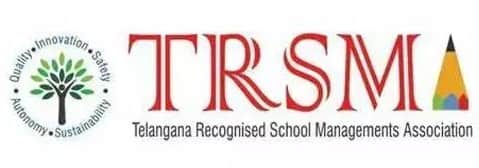 Quality • Innovation • Safety • Sustainability • Autonomy •
TRSM
Telangana Recognised School Managements Association